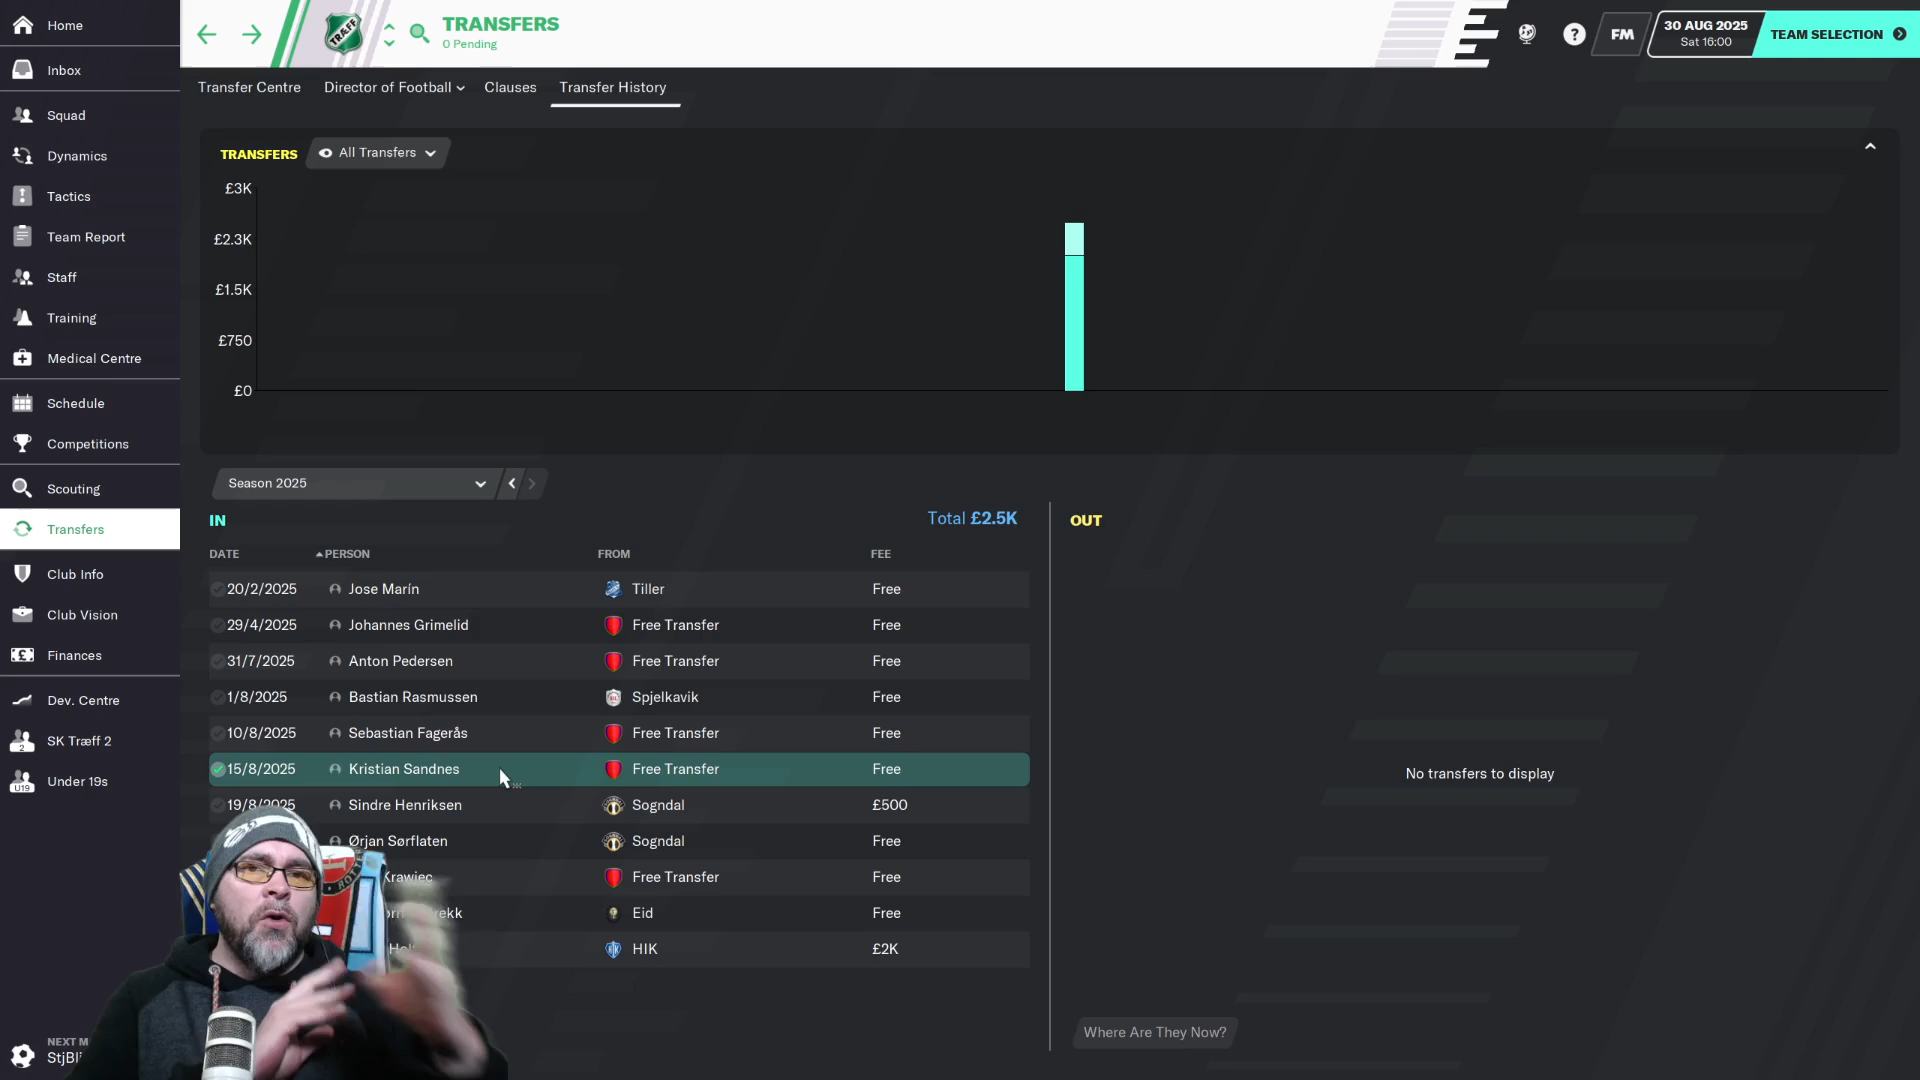 Home
Inbox
Squad
Dynamics
Tactics
Team Report
Staff
Training
Medical Centre
Schedule
Competitions
Scouting
Transfers
Club Info
Club Vision
Finances
Dev. Centre
2
SK Træff 2
U19
Under 19s
NEXT M
StjBl
TRÆFF
TRANSFERS
0 Pending
?
FM
30 AUG 2025
Sat 16:00
TEAM SELECTION
Transfer Centre
Director of Football
Clauses
Transfer History
TRANSFERS
All Transfers
£3K
£2.3K
£1.5K
£750
£0
Season 2025
IN
Total £2.5K
DATE PERSON FROM FEE
20/2/2025 Jose Marín Tiller Free
29/4/2025 Johannes Grimelid Free Transfer Free
31/7/2025 Anton Pedersen Free Transfer Free
1/8/2025 Bastian Rasmussen Spjelkavik Free
10/8/2025 Sebastian Fagerås Free Transfer Free
15/8/2025 Kristian Sandnes Free Transfer Free
19/8/2025 Sindre Henriksen Sogndal £500
Ørjan Sørflaten Sogndal Free
Krawiec Free Transfer Free
Eid Free
HIK £2K
OUT
No transfers to display
Where Are They Now?